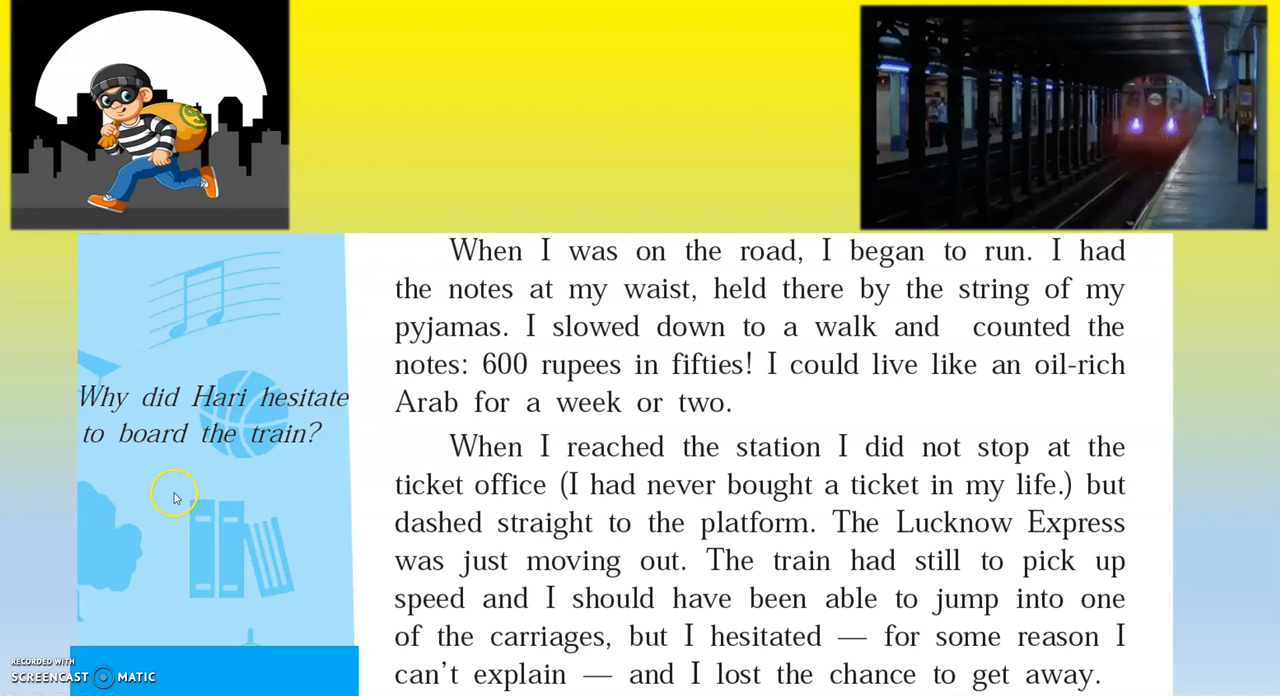 When I was on the road, I began to run. I had
the notes at my waist, held there by the string of my
pyjamas. I slowed down to a walk and counted the
notes: 600 rupees in fifties! I could live like an oil-rich
Arab for a week or two.
Why did Hari hesitate
to board the train?
When I reached the station I did not stop at the
ticket office (I had never bought a ticket in my life.) but
dashed straight to the platform. The Lucknow Express
was just moving out. The train had still to pick up
speed and I should have been able to jump into one
of the carriages, but I hesitated — for some reason I
can't explain — and I lost the chance to get away.
RECORDED WITH
SCREENCAST MATIC